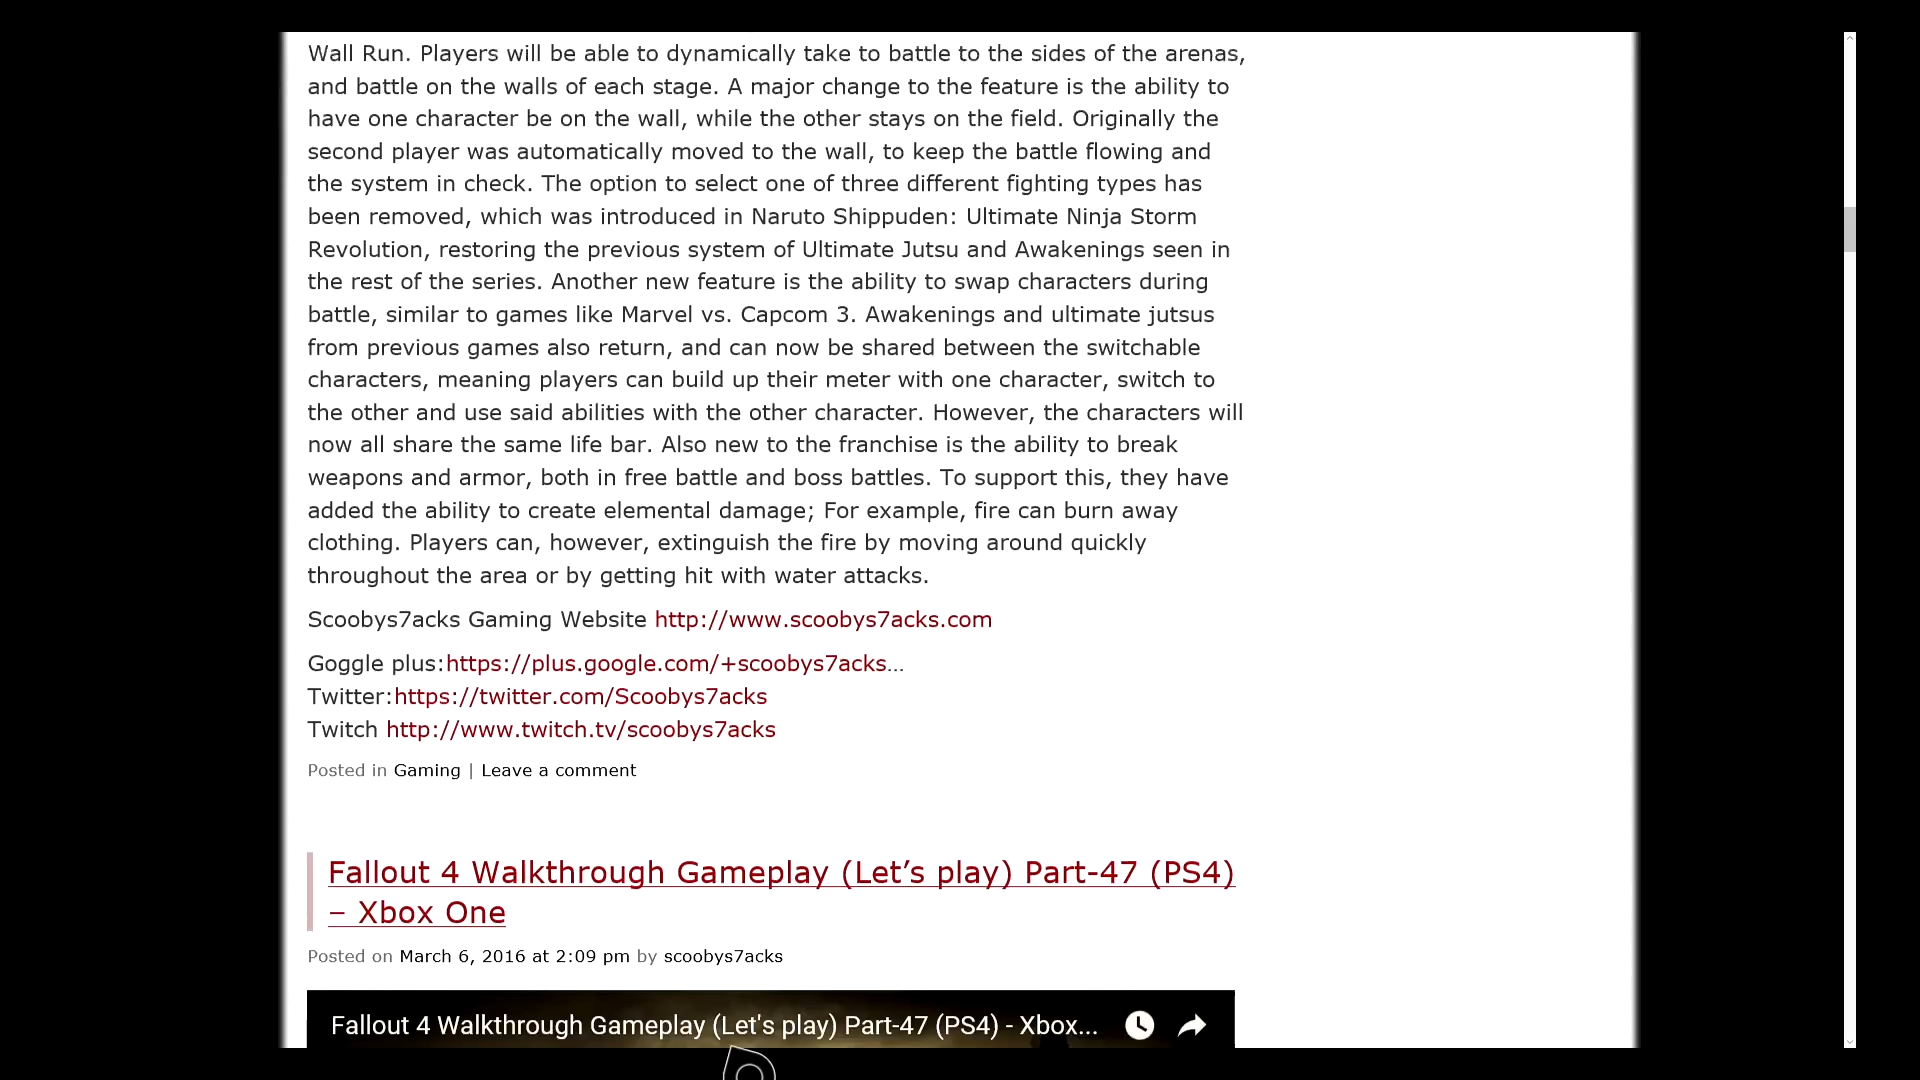 Wall Run. Players will be able to dynamically take to battle to the sides of the arenas,
and battle on the walls of each stage. A major change to the feature is the ability to
have one character be on the wall, while the other stays on the field. Originally the
second player was automatically moved to the wall, to keep the battle flowing and
the system in check. The option to select one of three different fighting types has
been removed, which was introduced in Naruto Shippuden: Ultimate Ninja Storm
Revolution, restoring the previous system of Ultimate Jutsu and Awakenings seen in
the rest of the series. Another new feature is the ability to swap characters during
battle, similar to games like Marvel vs. Capcom 3. Awakenings and ultimate jutsus
from previous games also return, and can now be shared between the switchable
characters, meaning players can build up their meter with one character, switch to
the other and use said abilities with the other character. However, the characters will
now all share the same life bar. Also new to the franchise is the ability to break
weapons and armor, both in free battle and boss battles. To support this, they have
added the ability to create elemental damage; For example, fire can burn away
clothing. Players can, however, extinguish the fire by moving around quickly
throughout the area or by getting hit with water attacks.
Scoobys7acks Gaming Website http://www.scoobys7acks.com
Goggle plus:https://plus.google.com/+scoobys7acks…
Twitter:https://twitter.com/Scoobys7acks
Twitch http://www.twitch.tv/scoobys7acks
Posted in Gaming | Leave a comment
Fallout 4 Walkthrough Gameplay (Let’s play) Part-47 (PS4)
– Xbox One
Posted on March 6, 2016 at 2:09 pm by scoobys7acks
Fallout 4 Walkthrough Gameplay (Let's play) Part-47 (PS4) - Xbox...